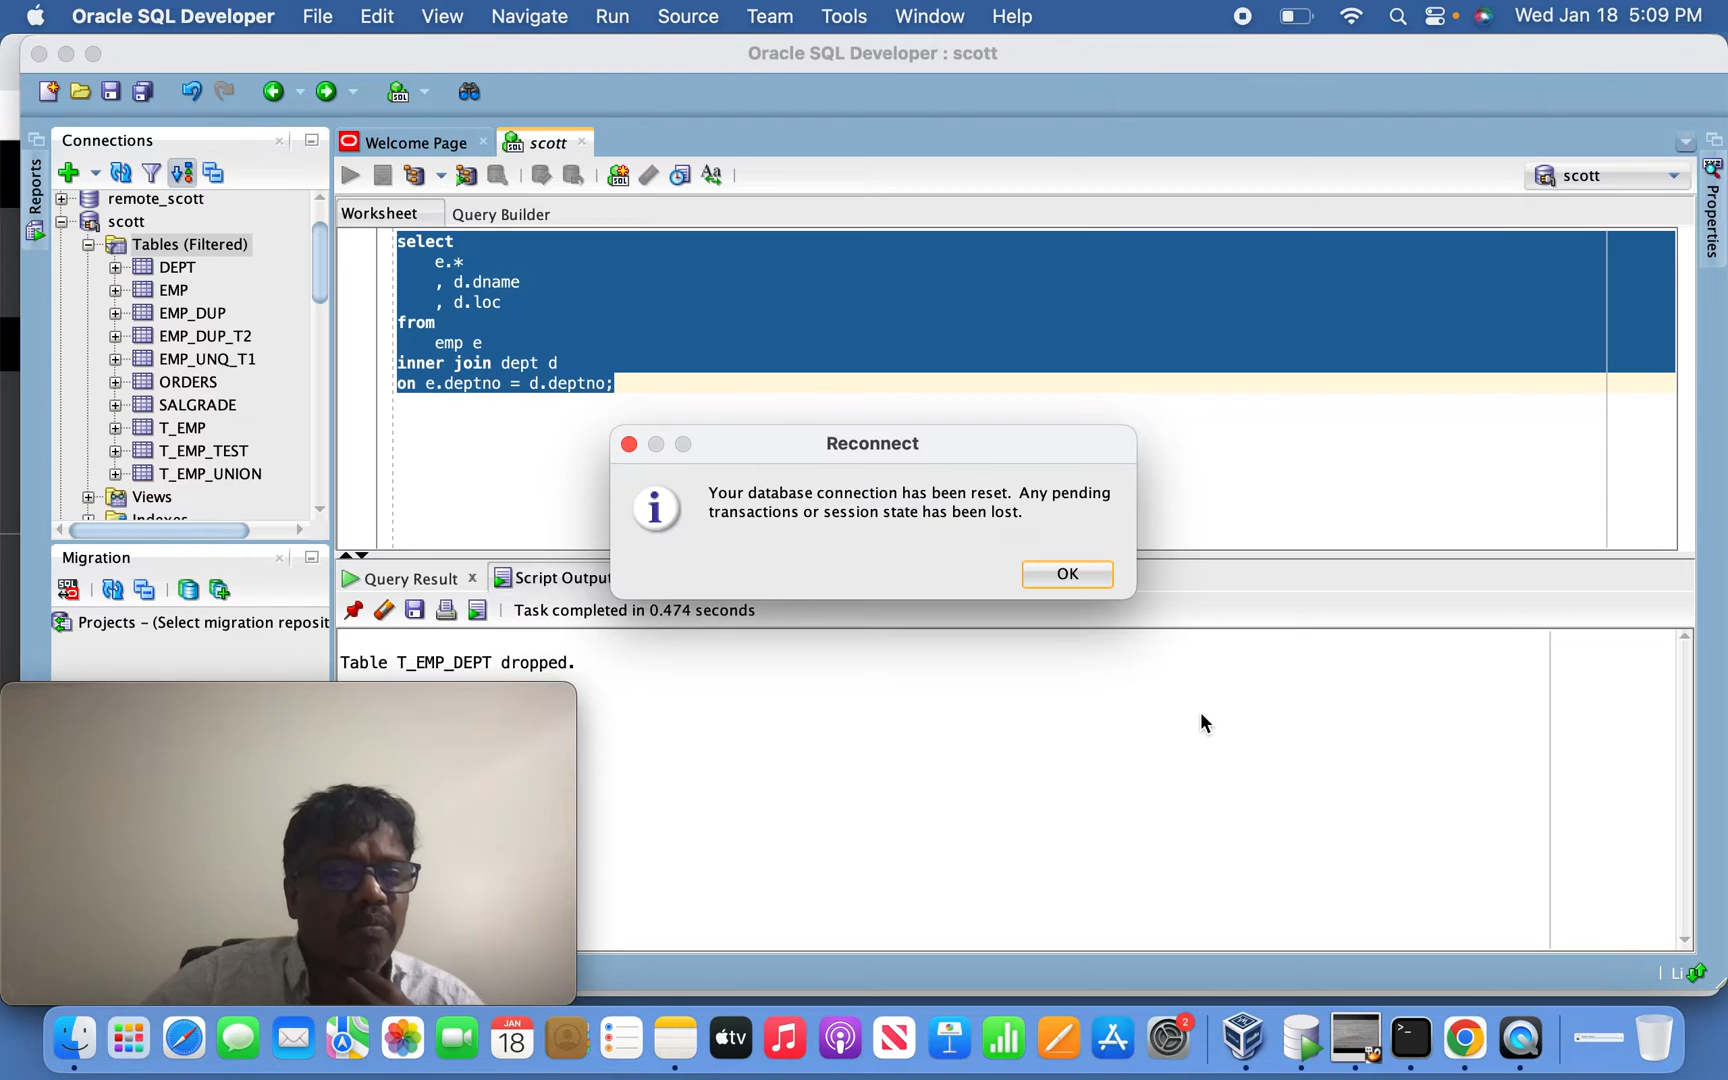 Oracle SQL Developer File Edit View Navigate Run Source Team Tools Window Help Wed Jan 18 5:09 PM
Oracle SQL Developer : scott
Connections
Welcome Page
scott
Reports
scott
Properties
remote_scott
scott
Tables (Filtered)
DEPT
EMP
EMP_DUP
EMP_DUP_T2
EMP_UNQ_T1
ORDERS
SALGRADE
T_EMP
T_EMP_TEST
T_EMP_UNION
Views
Indexes
Worksheet Query Builder
select
e.*
, d.dname
, d.loc
from
emp e
inner join dept d
on e.deptno = d.deptno;
Reconnect
Your database connection has been reset. Any pending
transactions or session state has been lost.
OK
Migration
Projects - (Select migration reposit
Query Result Script Output
Task completed in 0.474 seconds
Table T_EMP_DEPT dropped.
Li
JAN
18
tv
2